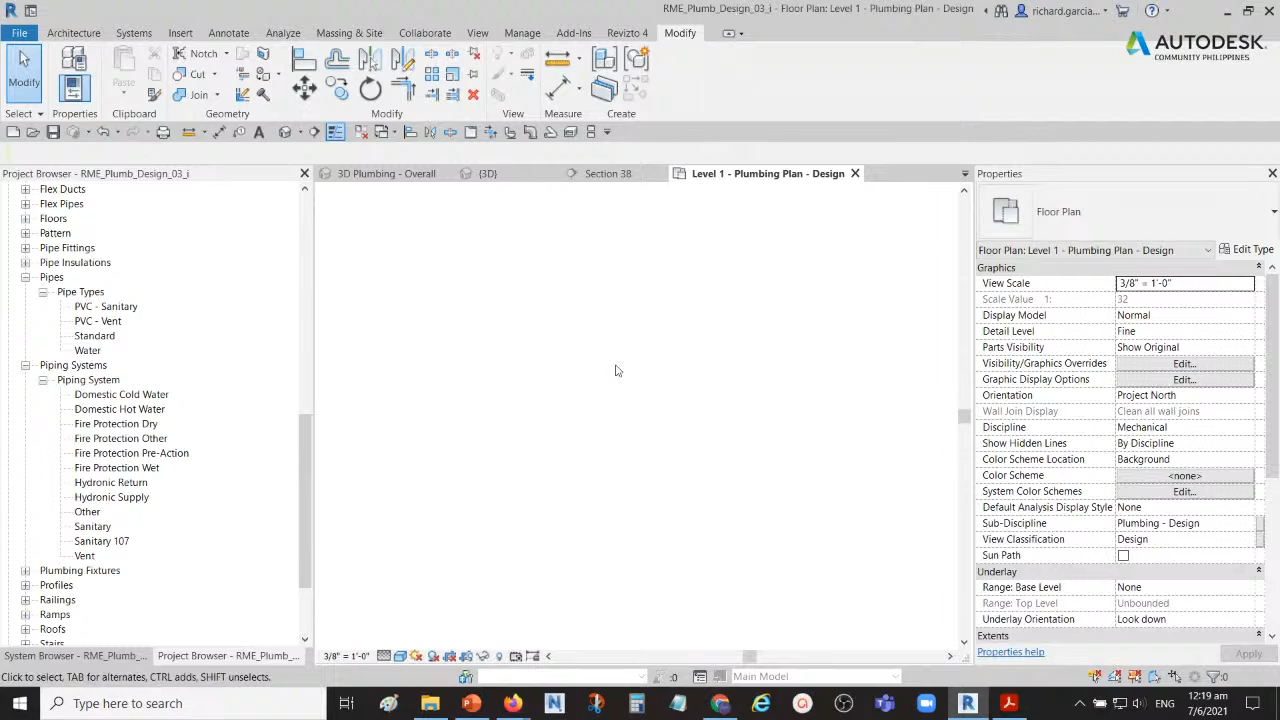 RME_Plumb_Design_03_i - Floor Plan: Level 1 - Plumbing Plan - Design
richard.garcia...
File Architecture Systems Insert Annotate Analyze Massing & Site Collaborate View Manage Add-Ins Revizto 4 Modify
AUTODESK
COMMUNITY PHILIPPINES
Modify
Notch
Cut
Join
Paste
Select Properties Clipboard Geometry Modify View Measure Create
Project Browser - RME_Plumb_Design_03_i
3D Plumbing - Overall {3D} Section 38 Level 1 - Plumbing Plan - Design
Flex Ducts
Flex Pipes
Floors
Pattern
Pipe Fittings
Pipe Insulations
Pipes
Pipe Types
PVC - Sanitary
PVC - Vent
Standard
Water
Piping Systems
Piping System
Domestic Cold Water
Domestic Hot Water
Fire Protection Dry
Fire Protection Other
Fire Protection Pre-Action
Fire Protection Wet
Hydronic Return
Hydronic Supply
Other
Sanitary
Sanitary 107
Vent
Plumbing Fixtures
Profiles
Railings
Ramps
Roofs
Stairs
System Browser - RME_Plumb_... Project Browser - RME_Plumb_...
Properties
Floor Plan
Floor Plan: Level 1 - Plumbing Plan - Design Edit Type
Graphics
View Scale 3/8" = 1'-0"
Scale Value 1: 32
Display Model Normal
Detail Level Fine
Parts Visibility Show Original
Visibility/Graphics Overrides Edit...
Graphic Display Options Edit...
Orientation Project North
Wall Join Display Clean all wall joins
Discipline Mechanical
Show Hidden Lines By Discipline
Color Scheme Location Background
Color Scheme <none>
System Color Schemes Edit...
Default Analysis Display Style None
Sub-Discipline Plumbing - Design
View Classification Design
Sun Path
Underlay
Range: Base Level None
Range: Top Level Unbounded
Underlay Orientation Look down
Extents
Properties help Apply
3/8" = 1'-0"
Click to select, TAB for alternates, CTRL adds, SHIFT unselects.
:0 Main Model :0
Type here to search
ENG
12:19 am
7/6/2021